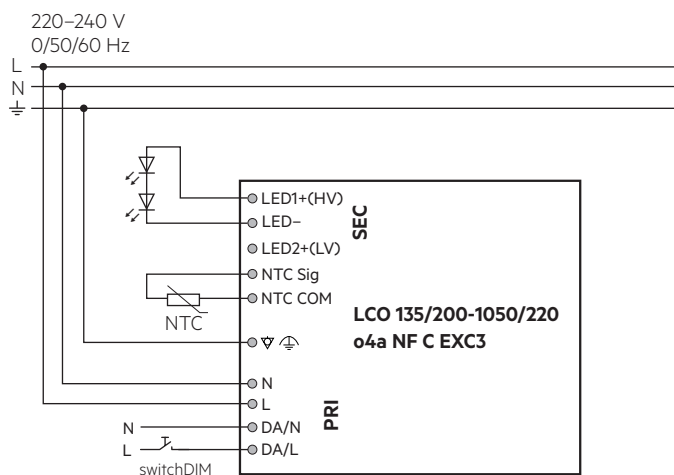 220–240 V
0/50/60 Hz
L
N
LED1+(HV)
LED–
LED2+(LV)
SEC
NTC Sig
NTC COM
NTC
LCO 135/200-1050/220
o4a NF C EXC3
N
L
PRI
N
DA/N
L
DA/L
switchDIM